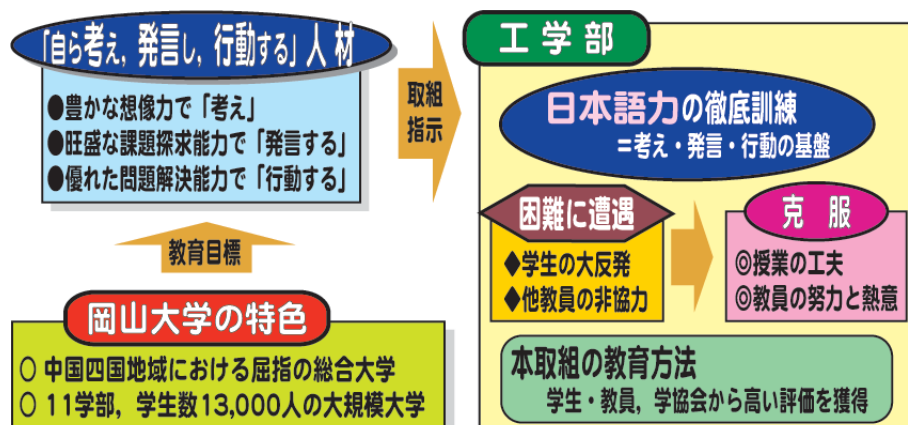 「自ら考え，発言し，行動する」人材
●豊かな想像力で「考え」
●旺盛な課題探求能力で「発言する」
●優れた問題解決能力で「行動する」
教育目標
岡山大学の特色
○ 中国四国地域における屈指の総合大学
○ 11学部，学生数13,000人の大規模大学
取組
指示
工学部
日本語力の徹底訓練
＝考え・発言・行動の基盤
困難に遭遇
◆学生の大反発
◆他教員の非協力
克服
◎授業の工夫
◎教員の努力と熱意
本取組の教育方法
学生・教員，学協会から高い評価を獲得